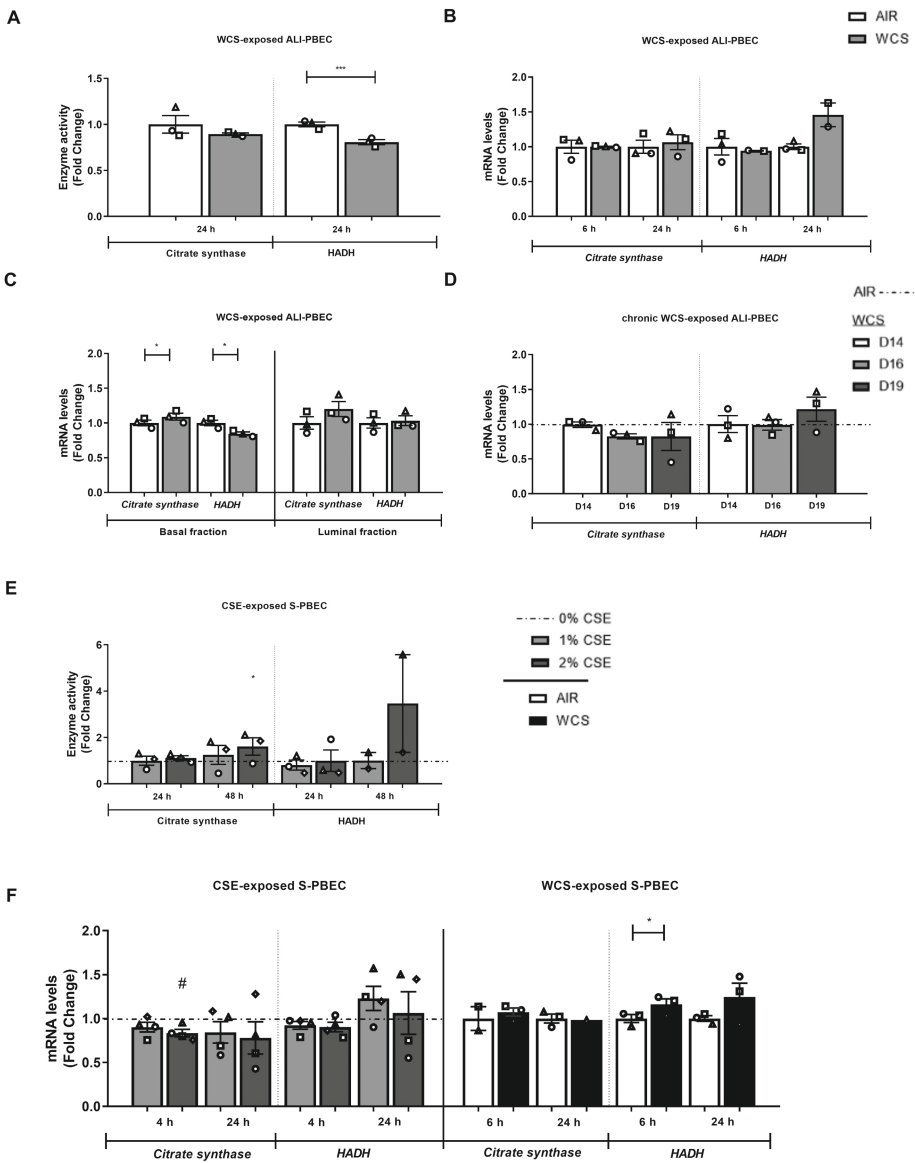 A
WCS-exposed ALI-PBEC
***
Enzyme activity
(Fold Change)
1.5
1.0
0.5
0.0
24 h
24 h
Citrate synthase
HADH
B
WCS-exposed ALI-PBEC
AIR
WCS
mRNA levels
(Fold Change)
2.0
1.5
1.0
0.5
0.0
6 h
24 h
6 h
24 h
Citrate synthase
HADH
C
WCS-exposed ALI-PBEC
*
*
mRNA levels
(Fold Change)
2.0
1.5
1.0
0.5
0.0
Citrate synthase
HADH
Citrate synthase
HADH
Basal fraction
Luminal fraction
D
chronic WCS-exposed ALI-PBEC
AIR
WCS
D14
D16
D19
mRNA levels
(Fold Change)
2.0
1.5
1.0
0.5
0.0
D14
D16
D19
D14
D16
D19
Citrate synthase
HADH
E
CSE-exposed S-PBEC
0% CSE
1% CSE
2% CSE
AIR
WCS
Enzyme activity
(Fold Change)
6
4
2
0
*
24 h
48 h
24 h
48 h
Citrate synthase
HADH
F
CSE-exposed S-PBEC
WCS-exposed S-PBEC
mRNA levels
(Fold Change)
2.0
1.5
1.0
0.5
0.0
#
*
4 h
24 h
4 h
24 h
6 h
24 h
6 h
24 h
Citrate synthase
HADH
Citrate synthase
HADH